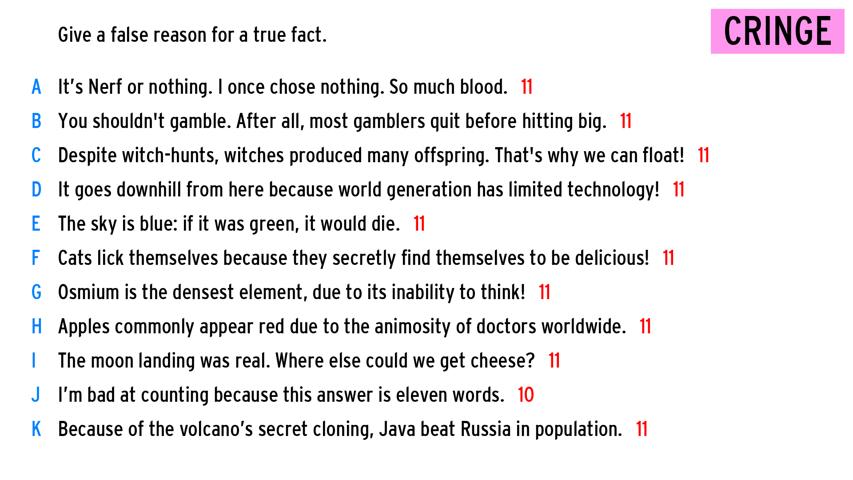 Give a false reason for a true fact.
CRINGE
A It's Nerf or nothing. I once chose nothing. So much blood. 11
B You shouldn't gamble. After all, most gamblers quit before hitting big. 11
C Despite witch-hunts, witches produced many offspring. That's why we can float! 11
D It goes downhill from here because world generation has limited technology! 11
E The sky is blue: if it was green, it would die. 11
F Cats lick themselves because they secretly find themselves to be delicious! 11
G Osmium is the densest element, due to its inability to think! 11
H Apples commonly appear red due to the animosity of doctors worldwide. 11
I The moon landing was real. Where else could we get cheese? 11
J I'm bad at counting because this answer is eleven words. 10
K Because of the volcano's secret cloning, Java beat Russia in population. 11